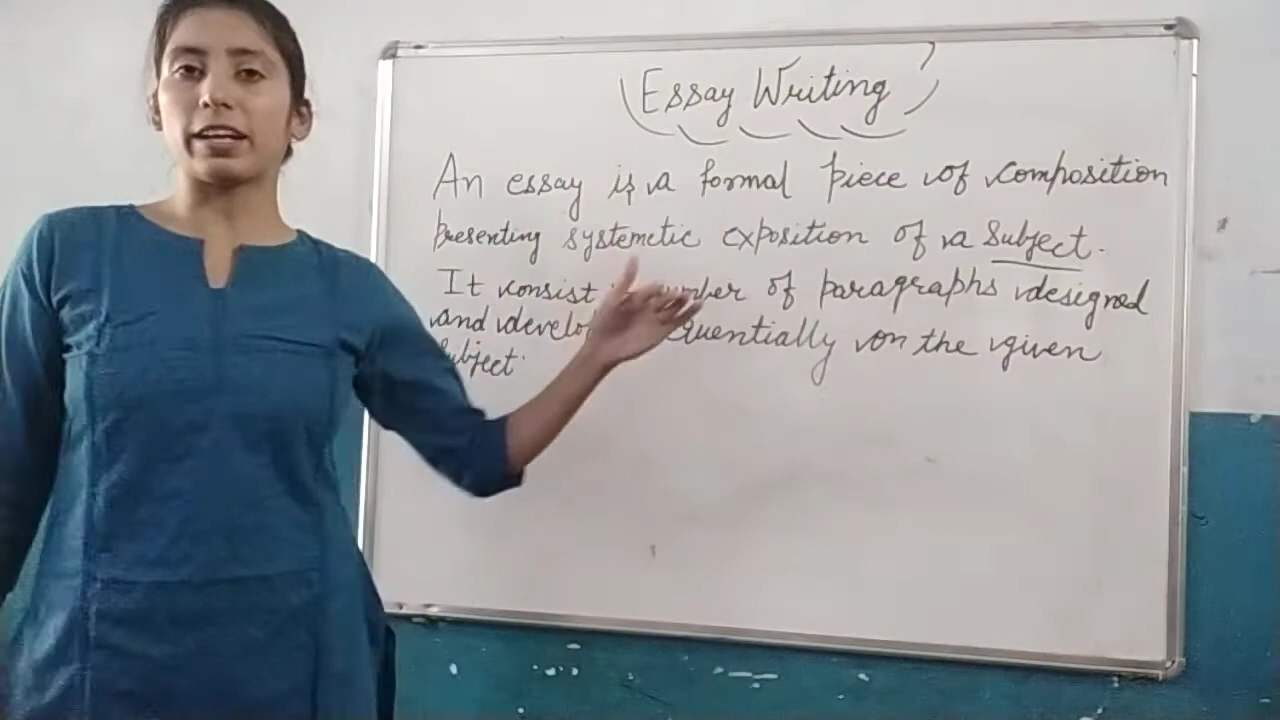 Essay Writing
An essay is a formal piece of composition
presenting systemetic exposition of a Subject.
It consist number of paragraphs designed
and on the given
subject.